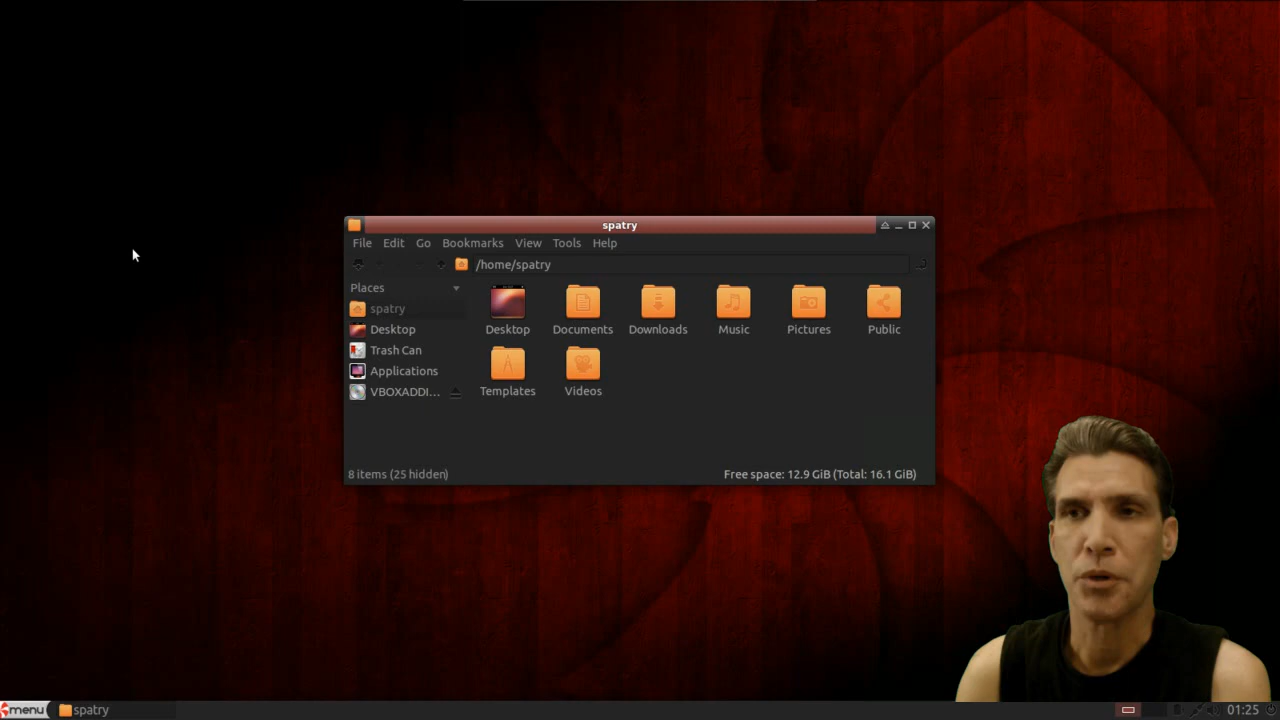 spatry
File Edit Go Bookmarks View Tools Help
/home/spatry
Places
spatry
Desktop
Trash Can
Applications
VBOXADDI...
Desktop Documents Downloads Music Pictures Public
Templates Videos
8 items (25 hidden)
Free space: 12.9 GiB (Total: 16.1 GiB)
menu spatry 01:25